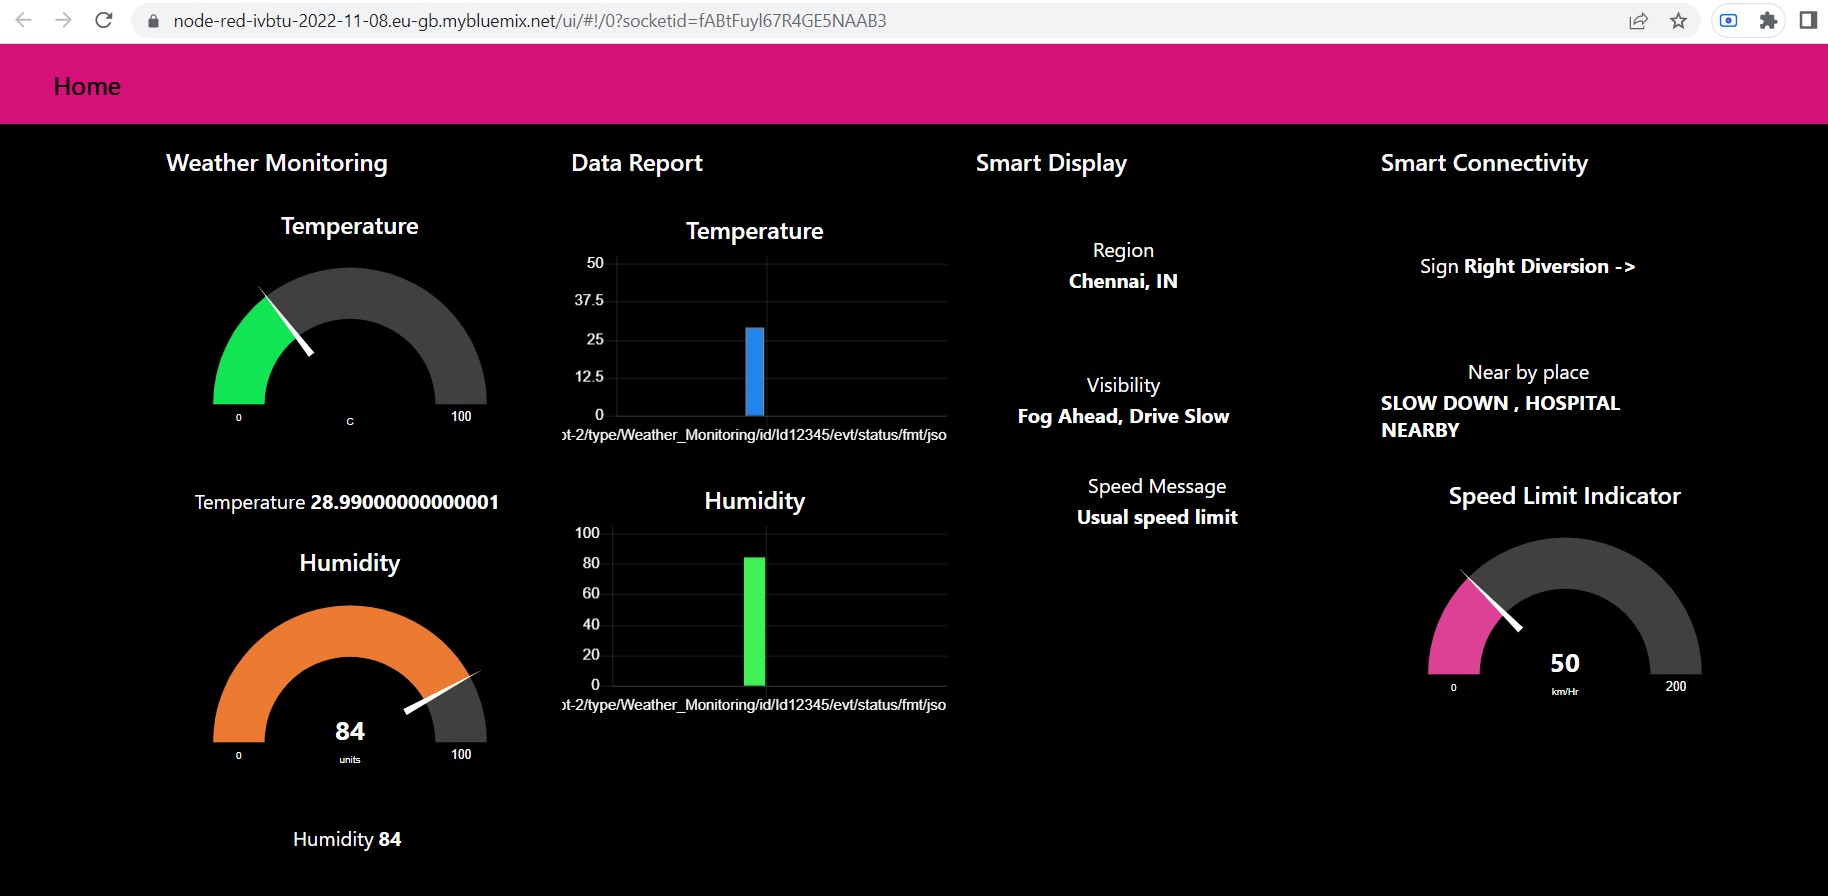 node-red-ivbtu-2022-11-08.eu-gb.mybluemix.net/ui/#!/0?socketid=fABtFuyl67R4GE5NAAB3
Home
Weather Monitoring
Temperature
0
C
100
Temperature 28.99000000000001
Humidity
84
0
units
100
Humidity 84
Data Report
Temperature
50
37.5
25
12.5
0
ot-2/type/Weather_Monitoring/id/Id12345/evt/status/fmt/jso
Humidity
100
80
60
40
20
0
ot-2/type/Weather_Monitoring/id/Id12345/evt/status/fmt/jso
Smart Display
Region
Chennai, IN
Visibility
Fog Ahead, Drive Slow
Speed Message
Usual speed limit
Smart Connectivity
Sign Right Diversion ->
Near by place
SLOW DOWN , HOSPITAL
NEARBY
Speed Limit Indicator
50
0
km/Hr
200